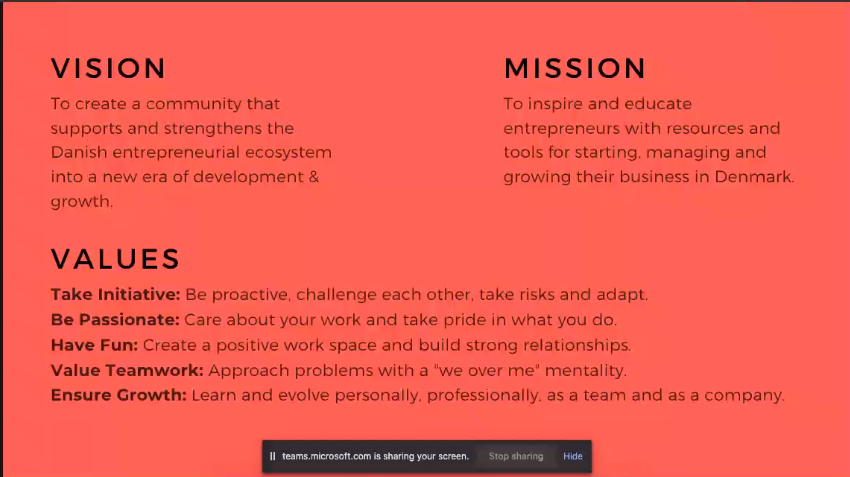 VISION
To create a community that
supports and strengthens the
Danish entrepreneurial ecosystem
into a new era of development &
growth.
MISSION
To inspire and educate
entrepreneurs with resources and
tools for starting, managing and
growing their business in Denmark.
VALUES
Take Initiative: Be proactive, challenge each other, take risks and adapt.
Be Passionate: Care about your work and take pride in what you do.
Have Fun: Create a positive work space and build strong relationships.
Value Teamwork: Approach problems with a "we over me" mentality.
Ensure Growth: Learn and evolve personally, professionally, as a team and as a company.
teams.microsoft.com is sharing your screen. Stop sharing Hide